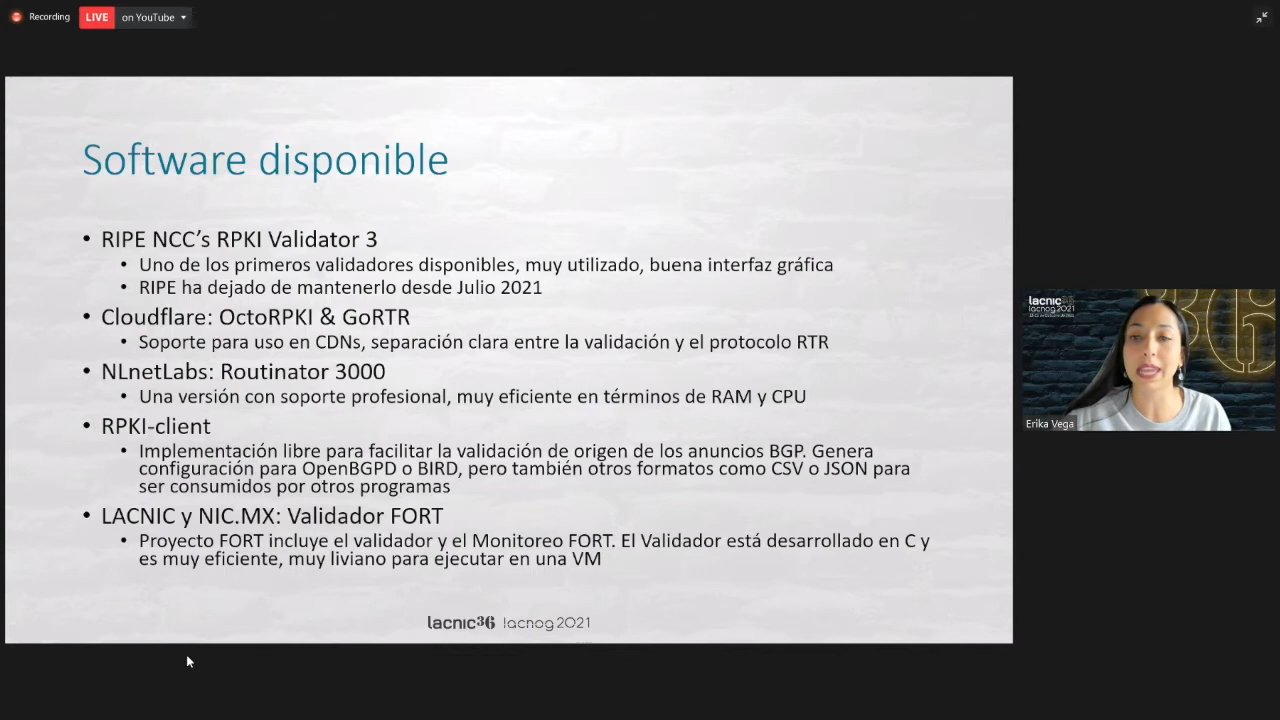 Recording
LIVE on YouTube
Software disponible
• RIPE NCC’s RPKI Validator 3
• Uno de los primeros validadores disponibles, muy utilizado, buena interfaz gráfica
• RIPE ha dejado de mantenerlo desde Julio 2021
• Cloudflare: OctoRPKI & GoRTR
• Soporte para uso en CDNs, separación clara entre la validación y el protocolo RTR
• NLnetLabs: Routinator 3000
• Una versión con soporte profesional, muy eficiente en términos de RAM y CPU
• RPKI-client
• Implementación libre para facilitar la validación de origen de los anuncios BGP. Genera
configuración para OpenBGPD o BIRD, pero también otros formatos como CSV o JSON para
ser consumidos por otros programas
• LACNIC y NIC.MX: Validador FORT
• Proyecto FORT incluye el validador y el Monitoreo FORT. El Validador está desarrollado en C y
es muy eficiente, muy liviano para ejecutar en una VM
lacnic36 lacnog2021
lacnic36
lacnog2021
Erika Vega